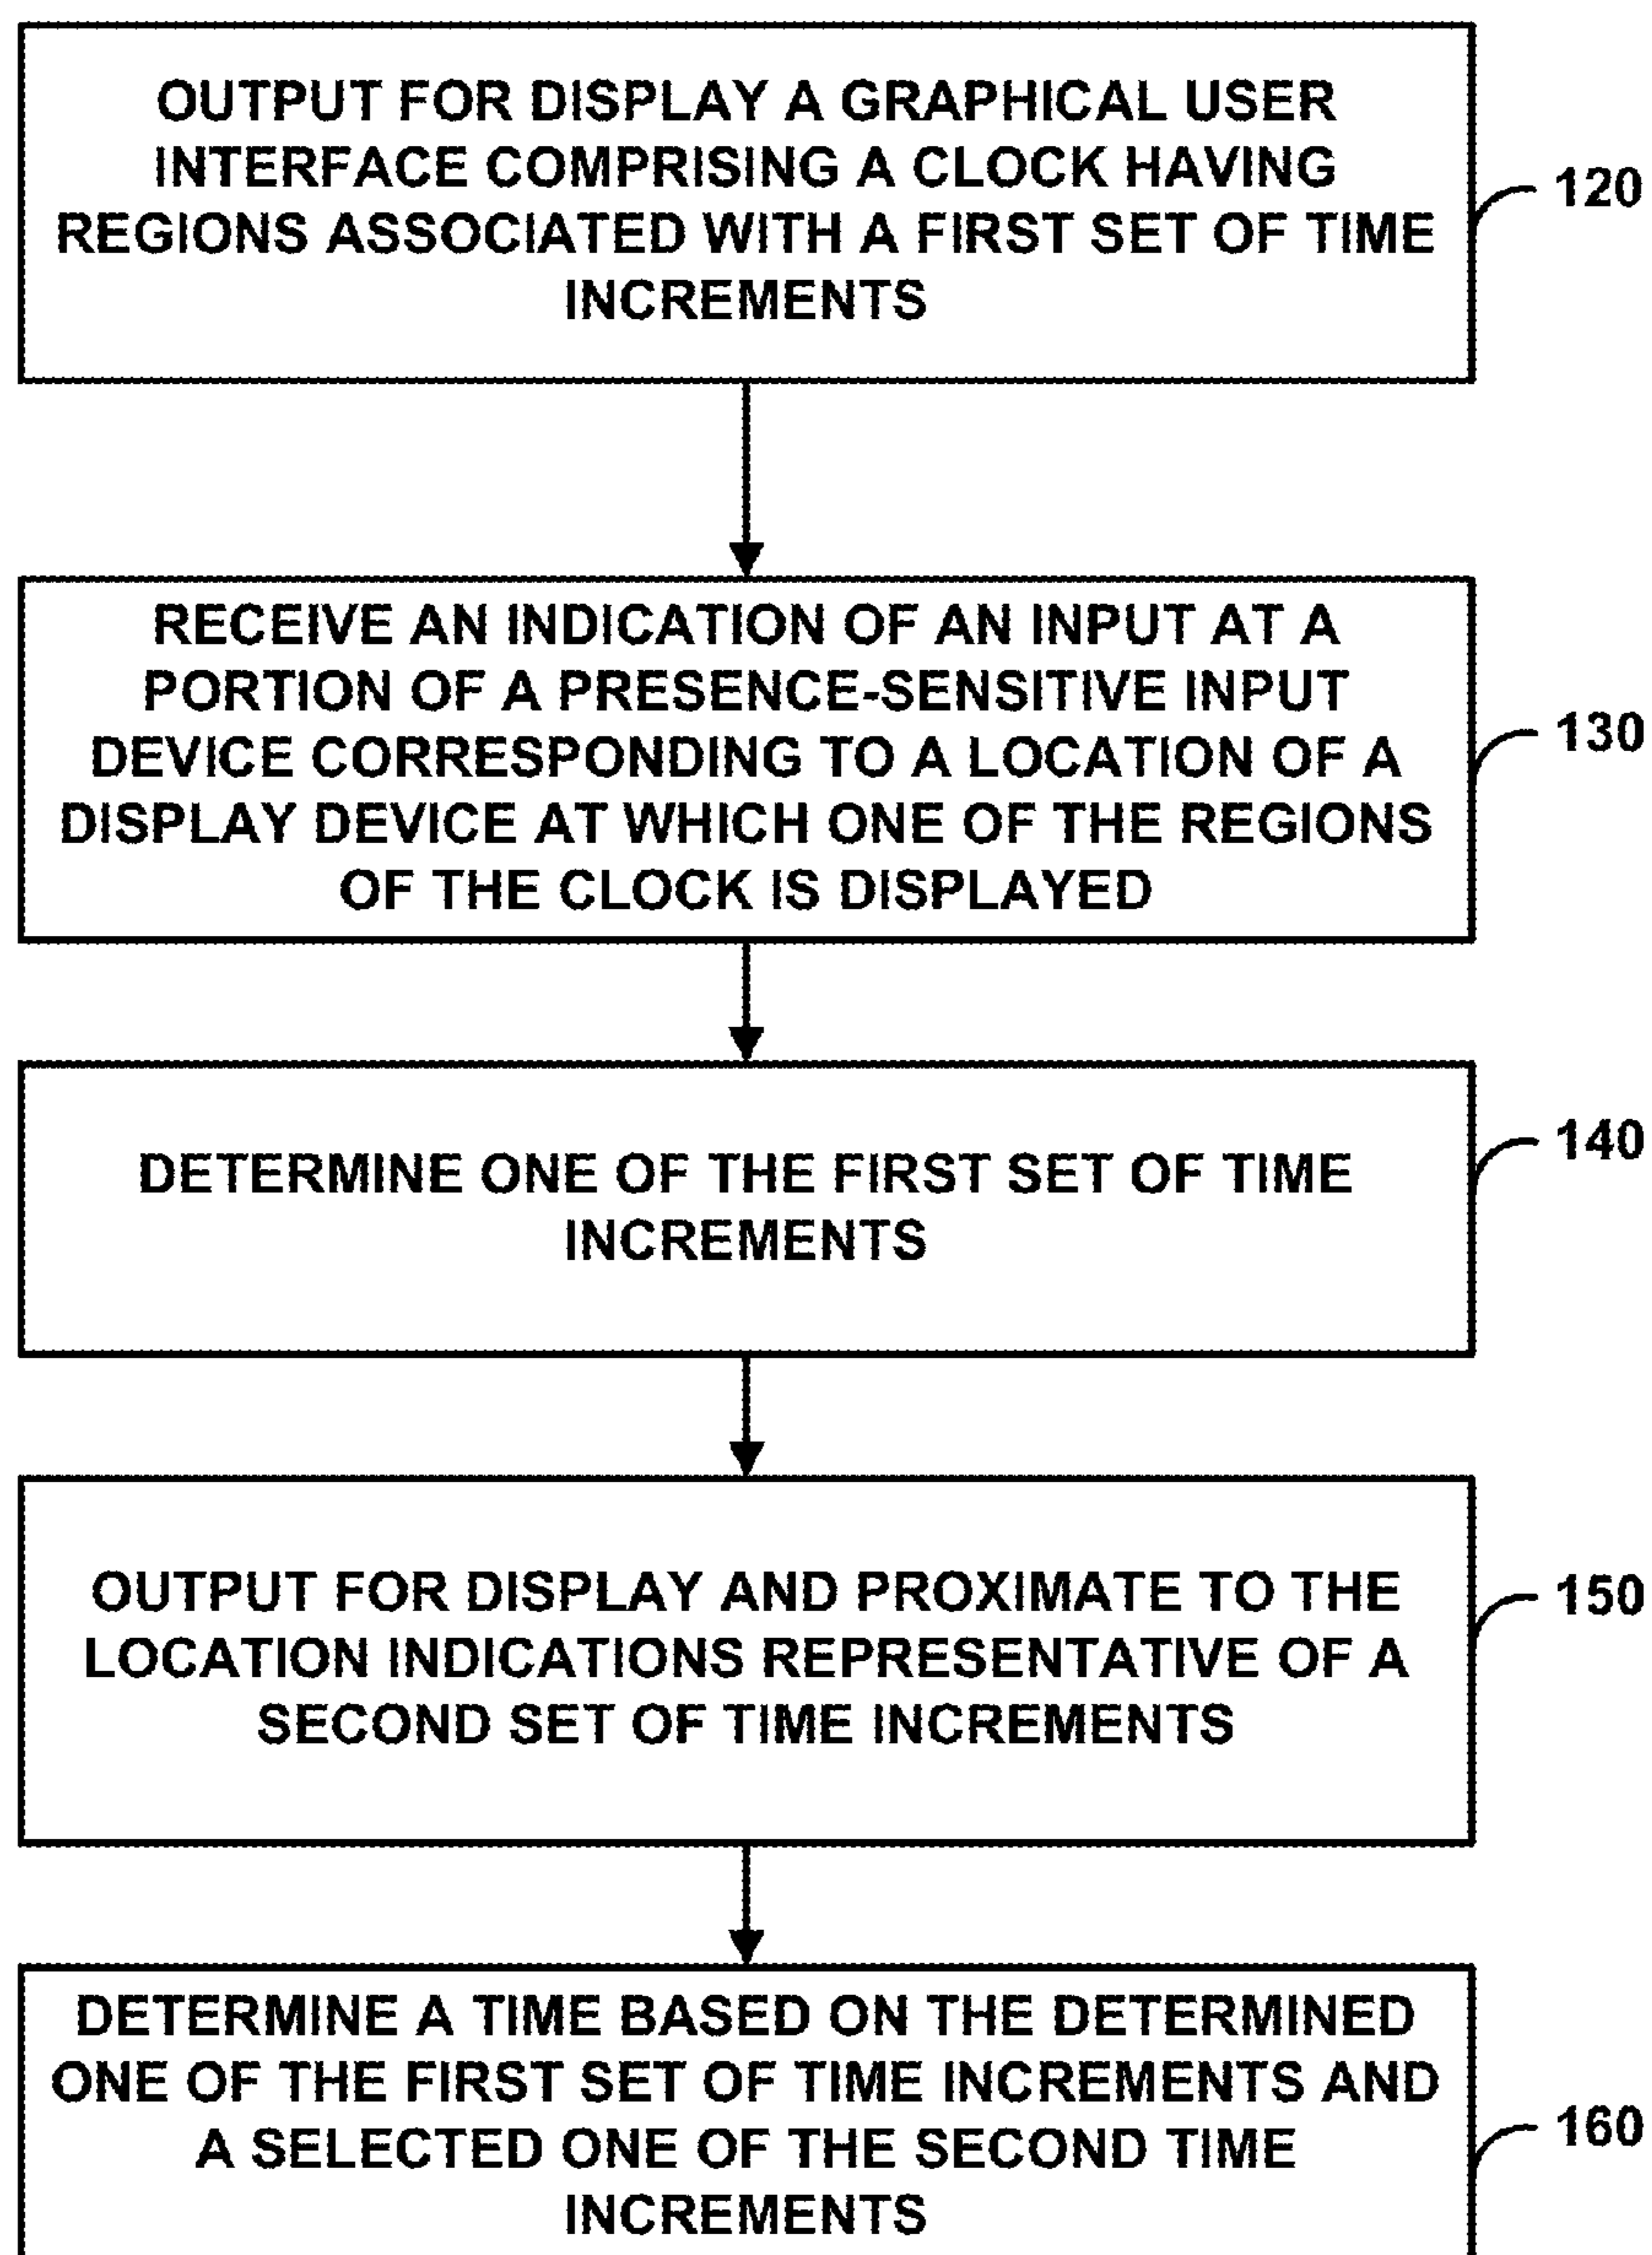 OUTPUT FOR DISPLAY A GRAPHICAL USER
INTERFACE COMPRISING A CLOCK HAVING
REGIONS ASSOCIATED WITH A FIRST SET OF TIME
INCREMENTS
120
RECEIVE AN INDICATION OF AN INPUT AT A
PORTION OF A PRESENCE-SENSITIVE INPUT
DEVICE CORRESPONDING TO A LOCATION OF A
DISPLAY DEVICE AT WHICH ONE OF THE REGIONS
OF THE CLOCK IS DISPLAYED
130
DETERMINE ONE OF THE FIRST SET OF TIME
INCREMENTS
140
OUTPUT FOR DISPLAY AND PROXIMATE TO THE
LOCATION INDICATIONS REPRESENTATIVE OF A
SECOND SET OF TIME INCREMENTS
150
DETERMINE A TIME BASED ON THE DETERMINED
ONE OF THE FIRST SET OF TIME INCREMENTS AND
A SELECTED ONE OF THE SECOND TIME
INCREMENTS
160